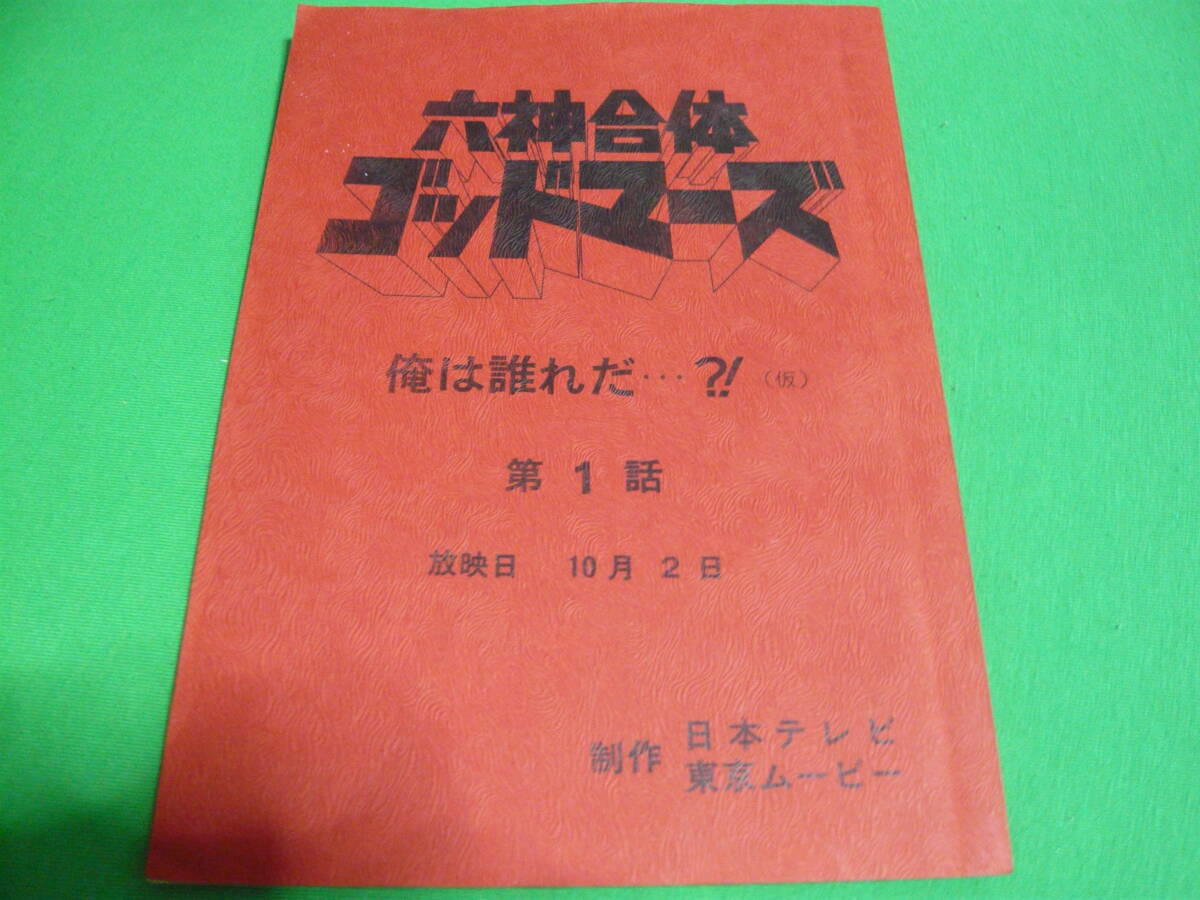 六神合体
ゴッドマーズ
俺は誰れだ…?! (仮)
第1話
放映日 10月2日
制作 日本テレビ
東京ムービー